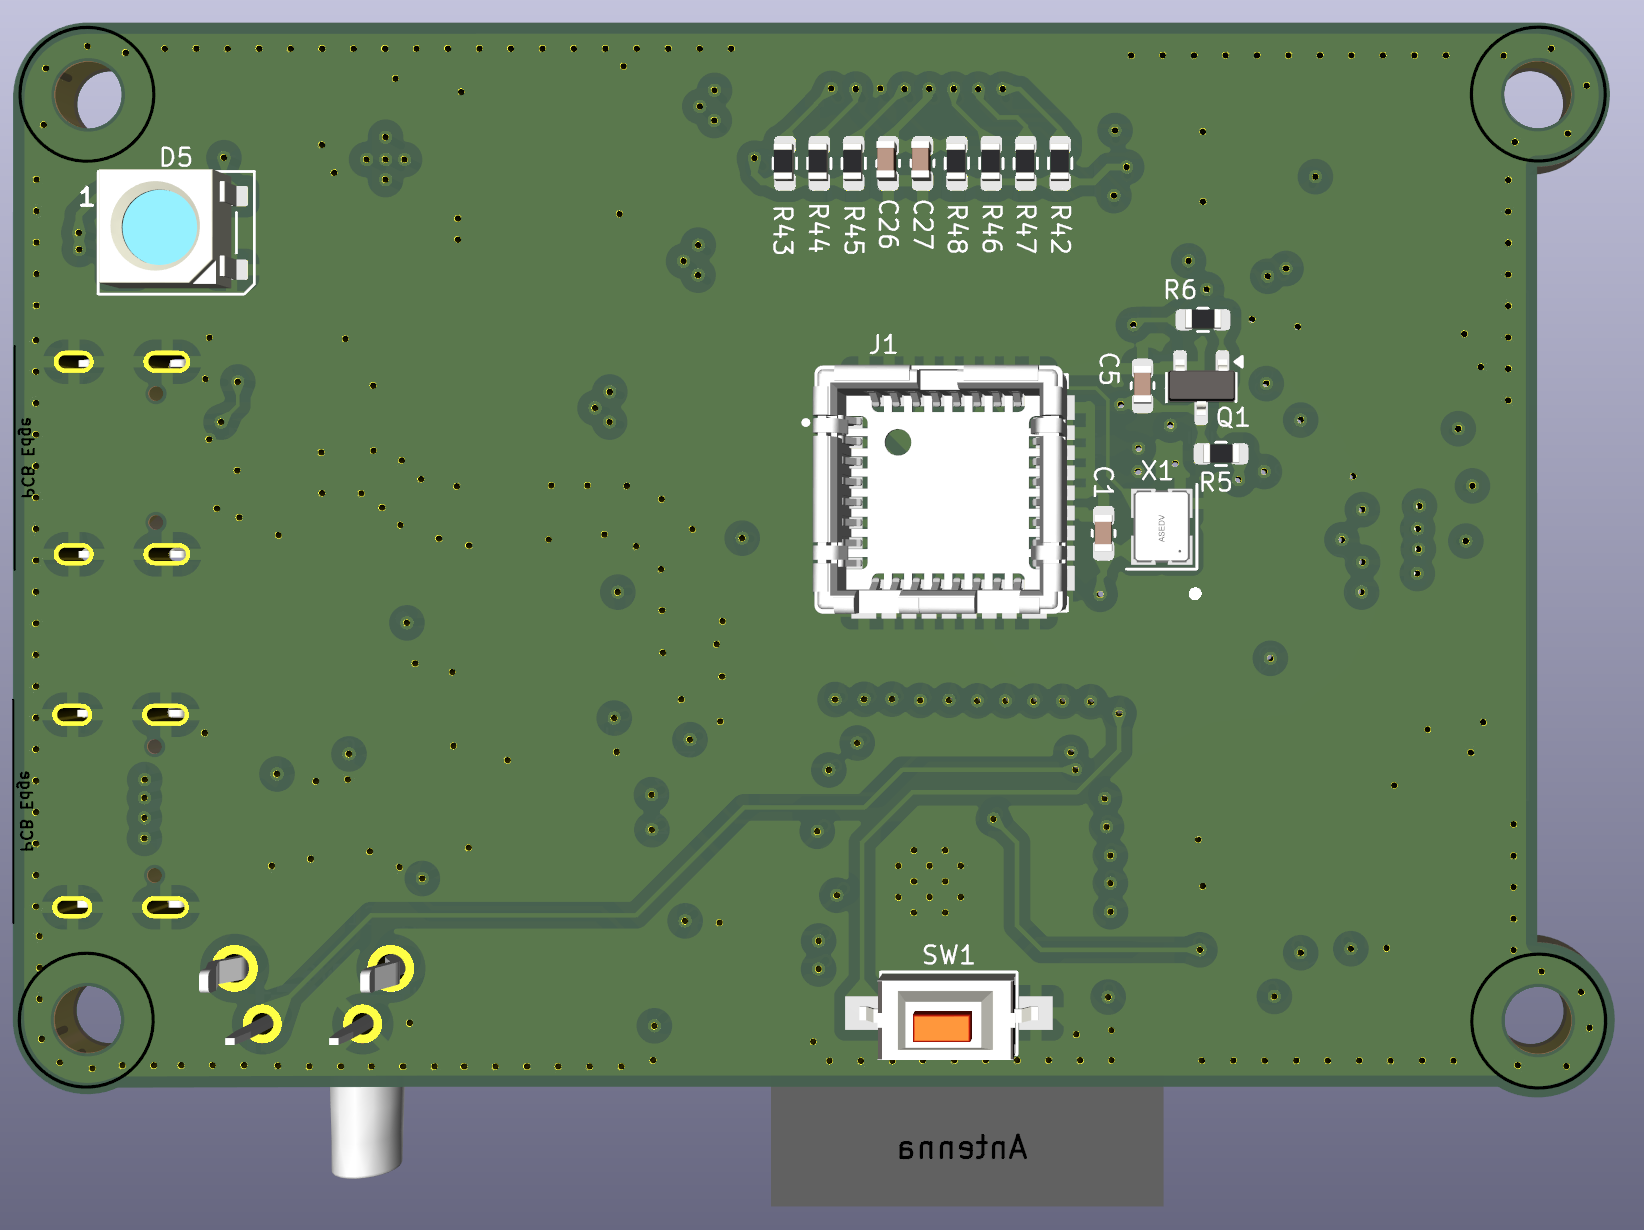 D5
1
R43
R44
R45
C26
C27
R48
R46
R47
R42
R6
J1
C5
Q1
C1
X1
R5
ASEDV
PCB Edge
PCB Edge
SW1
Antenna